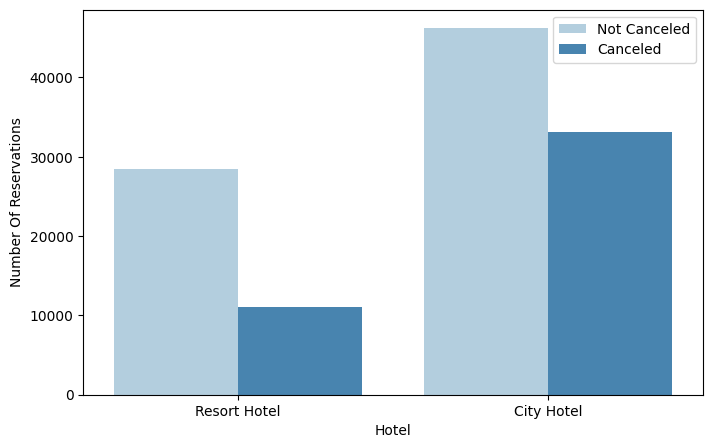 Not Canceled
Canceled
Number Of Reservations
40000
30000
20000
10000
0
Resort Hotel
City Hotel
Hotel